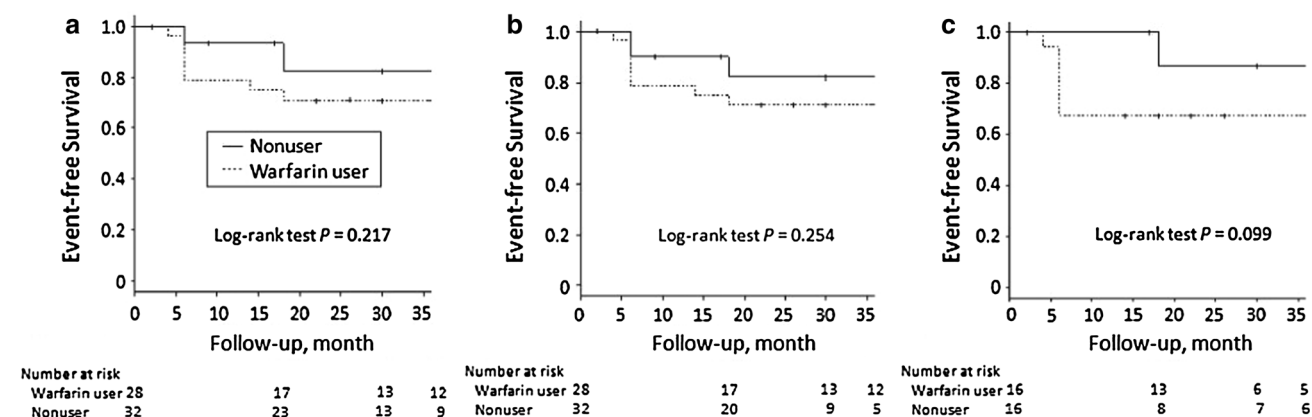 a
Event-free Survival
1.0
0.8
0.6
0.4
0.2
0
Nonuser
Warfarin user
Log-rank test P = 0.217
0 5 10 15 20 25 30 35
Follow-up, month
Number at risk
Warfarin user 28 17 13 12
Nonuser 32 23 13 9
b
Event-free Survival
1.0
0.8
0.6
0.4
0.2
0
Log-rank test P = 0.254
0 5 10 15 20 25 30 35
Follow-up, month
Number at risk
Warfarin user 28 17 13 12
Nonuser 32 20 9 5
c
Event-free Survival
1.0
0.8
0.6
0.4
0.2
0
Log-rank test P = 0.099
0 5 10 15 20 25 30 35
Follow-up, month
Number at risk
Warfarin user 16 13 6 5
Nonuser 16 8 7 6